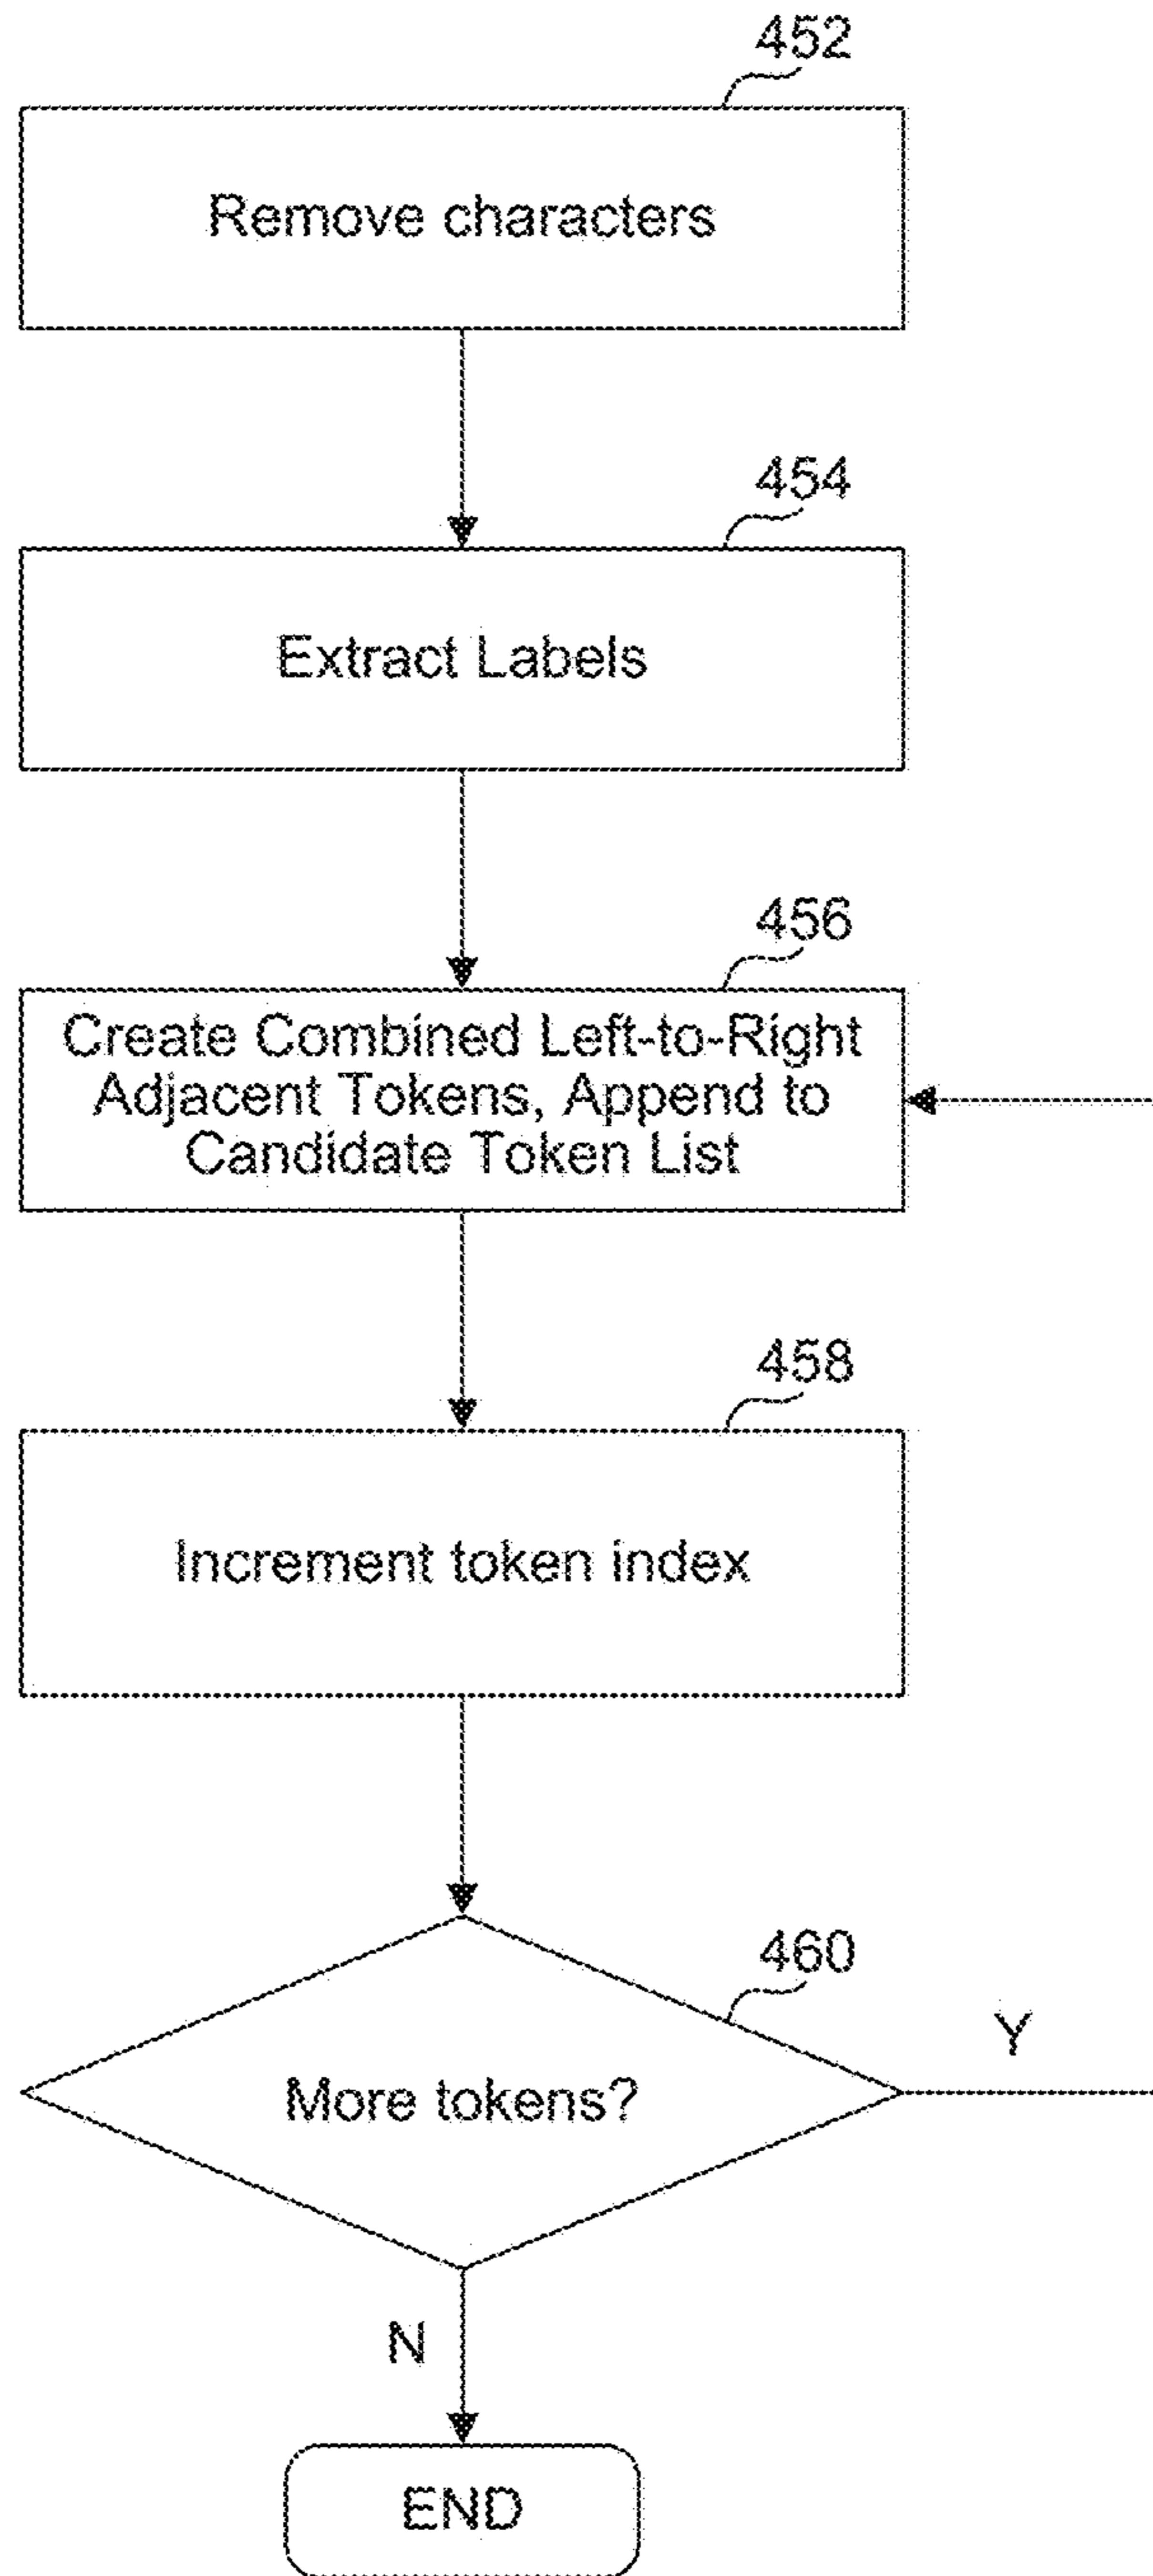 452
Remove characters
454
Extract Labels
456
Create Combined Left-to-Right
Adjacent Tokens, Append to
Candidate Token List
458
Increment token index
460
More tokens?
Y
N
END